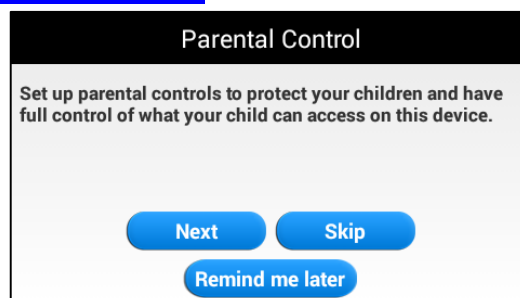 Parental Control
Set up parental controls to protect your children and have
full control of what your child can access on this device.
Next Skip
Remind me later